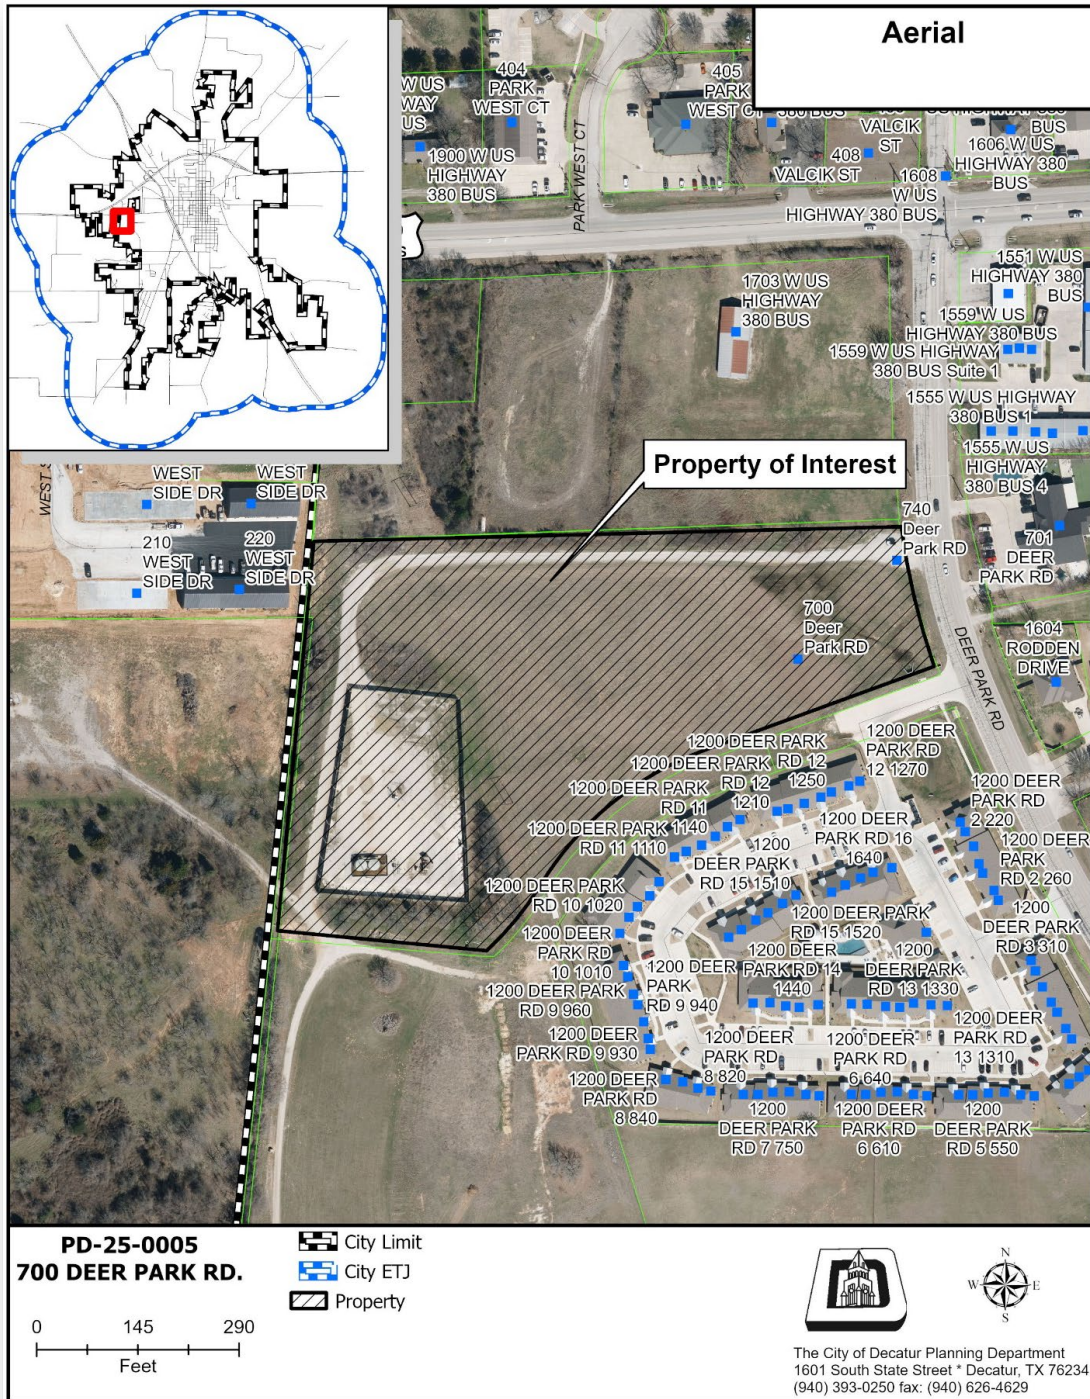 Aerial
404
PARK
WEST CT
405
PARK
WEST CT
W US
WAY
US
1900 W US
HIGHWAY
380 BUS
PARK WEST CT
380 BUS
VALCIK
ST
408
VALCIK ST
BUS
1606 W US
HIGHWAY 380
BUS
1608
W US
HIGHWAY 380 BUS
1551 W US
HIGHWAY 380
BUS
1703 W US
HIGHWAY
380 BUS
1559 W US
HIGHWAY 380 BUS
1559 W US HIGHWAY
380 BUS Suite 1
1555 W US HIGHWAY
380 BUS 1
1555 W US
HIGHWAY
380 BUS 4
Property of Interest
WEST
SIDE DR
WEST
SIDE DR
WEST S
210
WEST
SIDE DR
220
WEST
SIDE DR
740
Deer
Park RD
701
DEER
PARK RD
700
Deer
Park RD
1604
RODDEN
DRIVE
DEER PARK RD
1200 DEER PARK
RD 12
1250
1200 DEER
PARK RD
12 1270
1200 DEER PARK
RD 12
1210
1200 DEER PARK
RD 11
1140
1200 DEER PARK
RD 11 1110
1200 DEER
PARK RD 16
1640
1200 DEER PARK
RD
2 220
1200 DEER
PARK
RD 2 260
1200
DEER PARK
RD 15 1510
1200 DEER PARK
RD 10 1020
1200 DEER PARK
RD 15 1520
1200
DEER PARK
RD 3 310
1200 DEER
PARK RD
10 1010
1200 DEER
PARK RD 14
1440
1200
DEER PARK
RD 13 1330
1200 DEER
PARK
RD 9 940
1200 DEER PARK
RD 9 960
1200 DEER
PARK RD 9 930
1200 DEER
PARK RD
13 1310
1200 DEER
PARK RD
8 820
1200 DEER
PARK RD
6 640
1200 DEER
PARK RD
8 840
1200
DEER PARK
RD 7 750
1200 DEER
PARK RD
6 610
1200
DEER PARK
RD 5 550
PD-25-0005
700 DEER PARK RD.
0 145 290
Feet
City Limit
City ETJ
Property
D
N
W E
S
The City of Decatur Planning Department
1601 South State Street * Decatur, TX 76234
(940) 393-0250 fax: (940) 626-4629